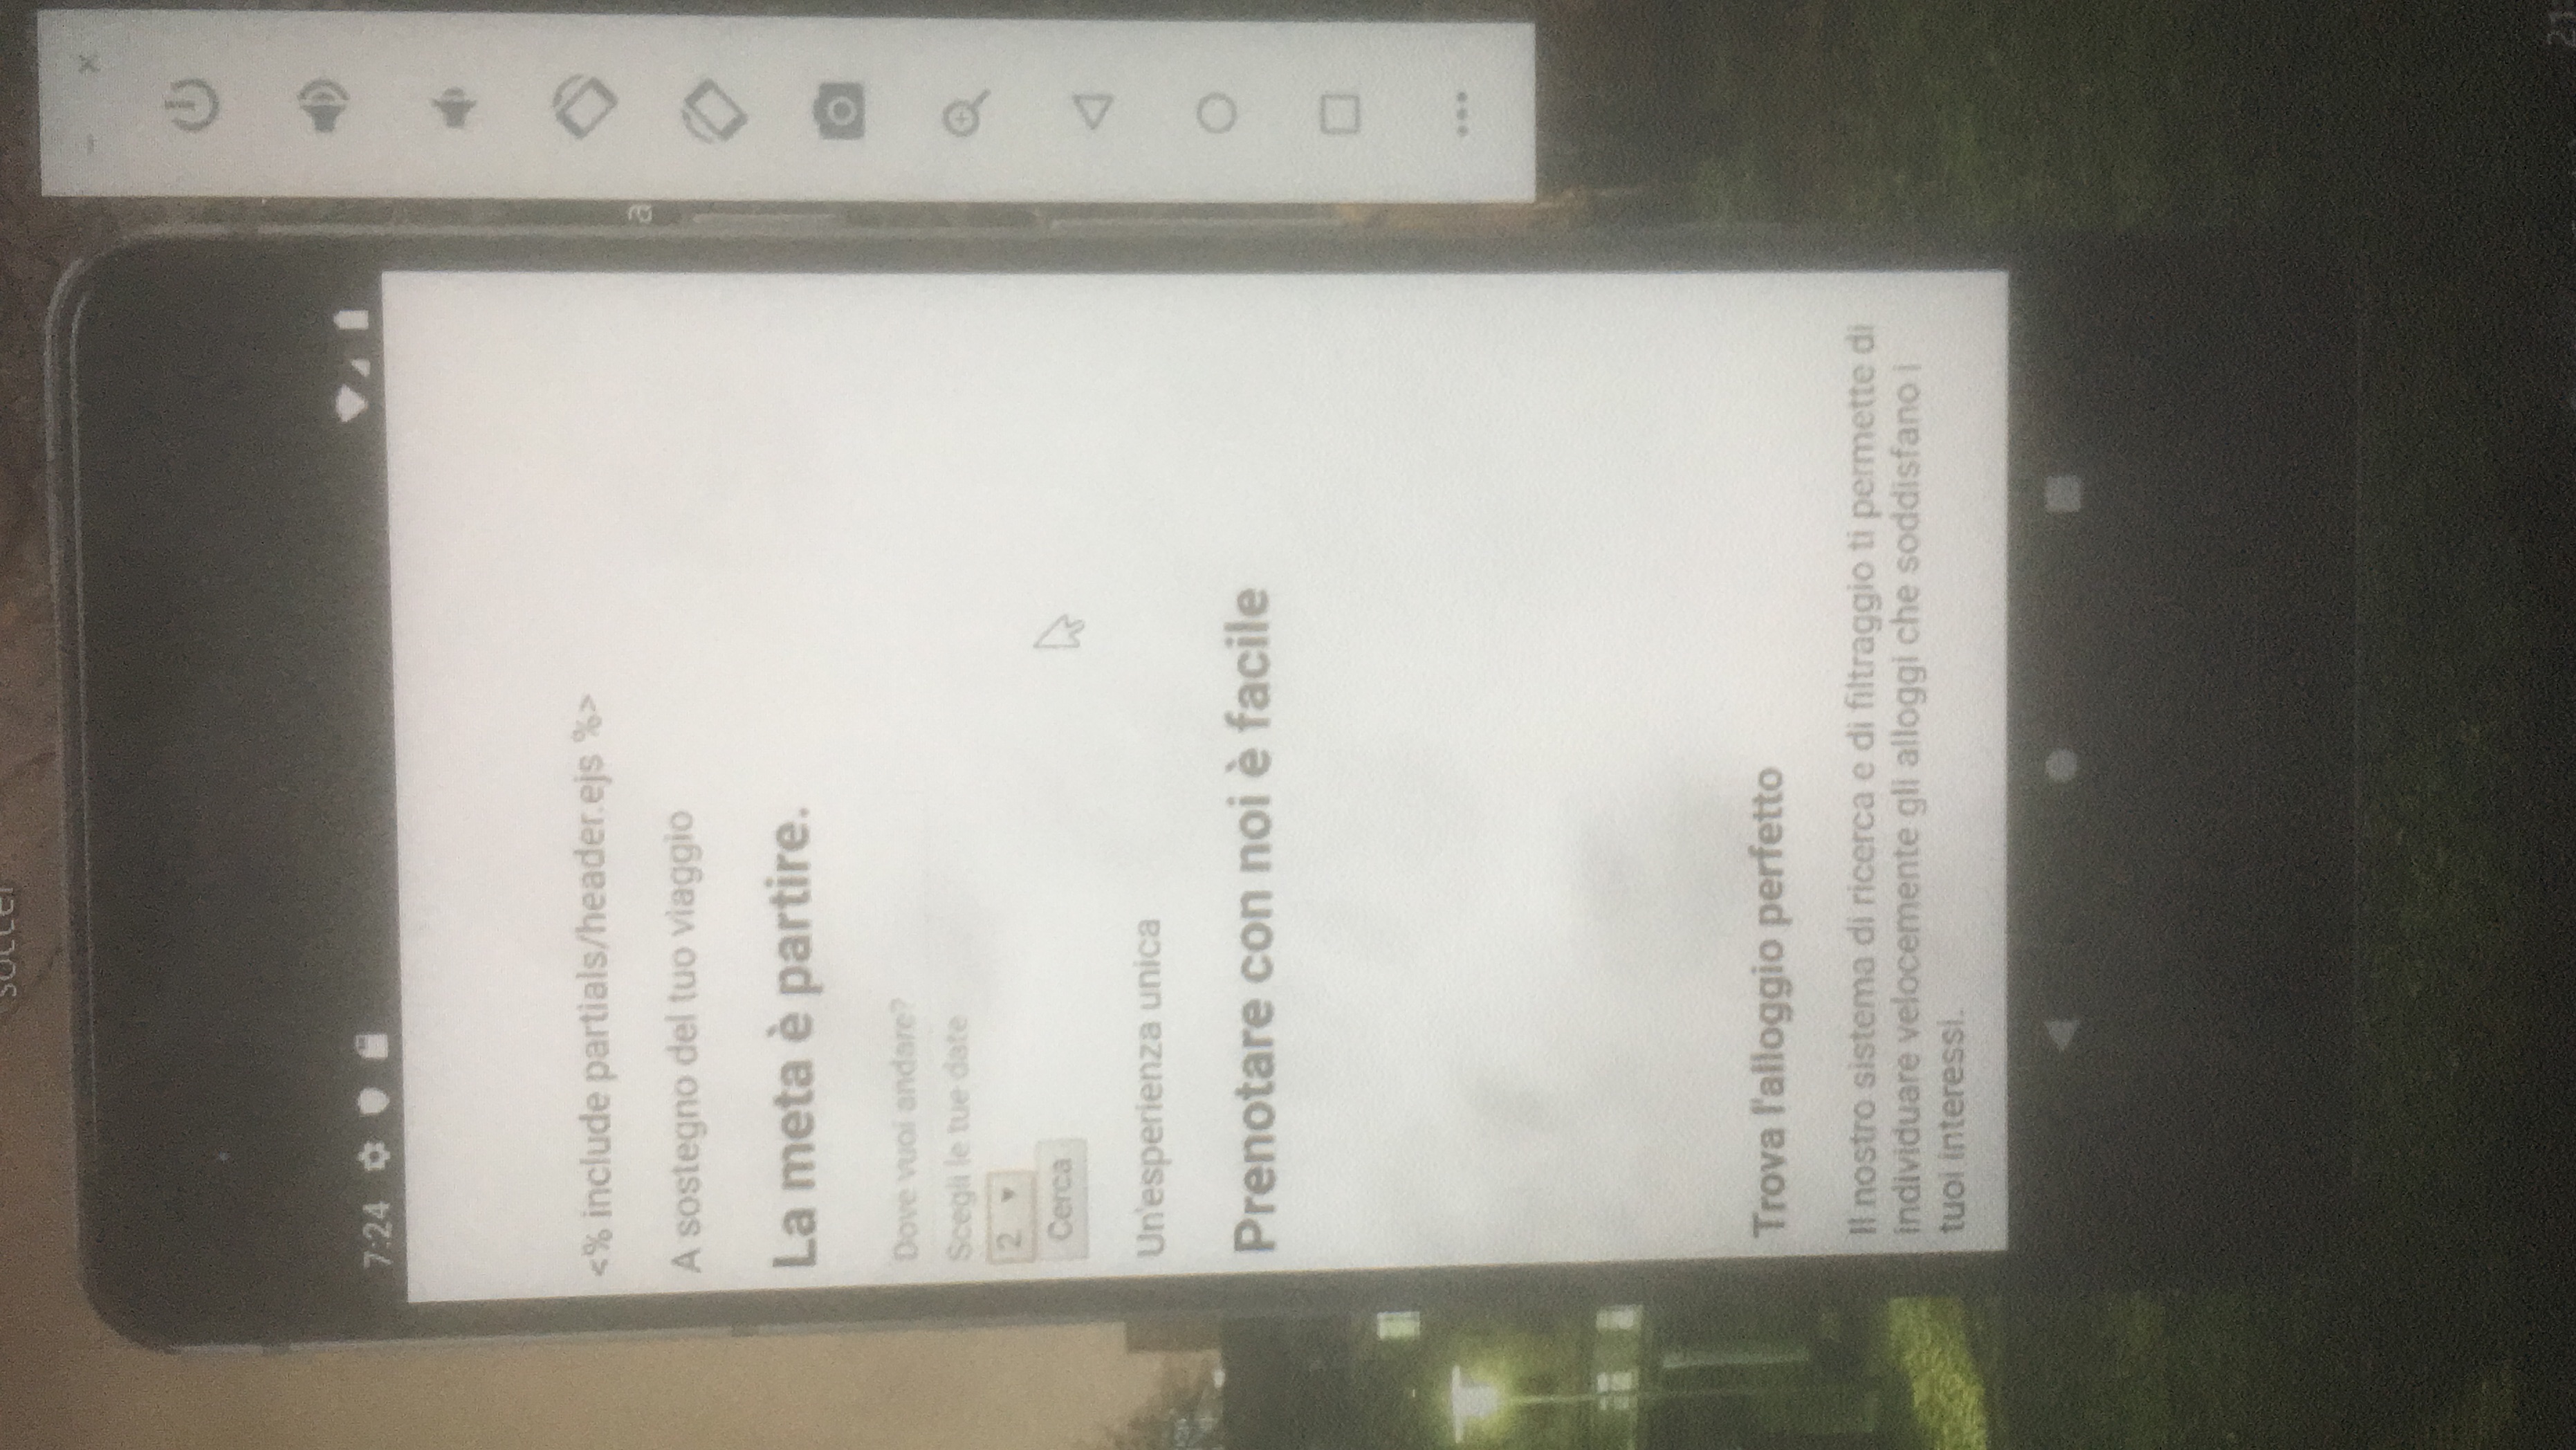 soccer
7:24
<% include partials/header.ejs %>
a
A sostegno del tuo viaggio
La meta è partire.
Dove vuoi andare?
Scegli le tue date
2
Cerca
Un'esperienza unica
Prenotare con noi è facile
Trova l'alloggio perfetto
Il nostro sistema di ricerca e di filtraggio ti permette di
individuare velocemente gli alloggi che soddisfano i
tuoi interessi.